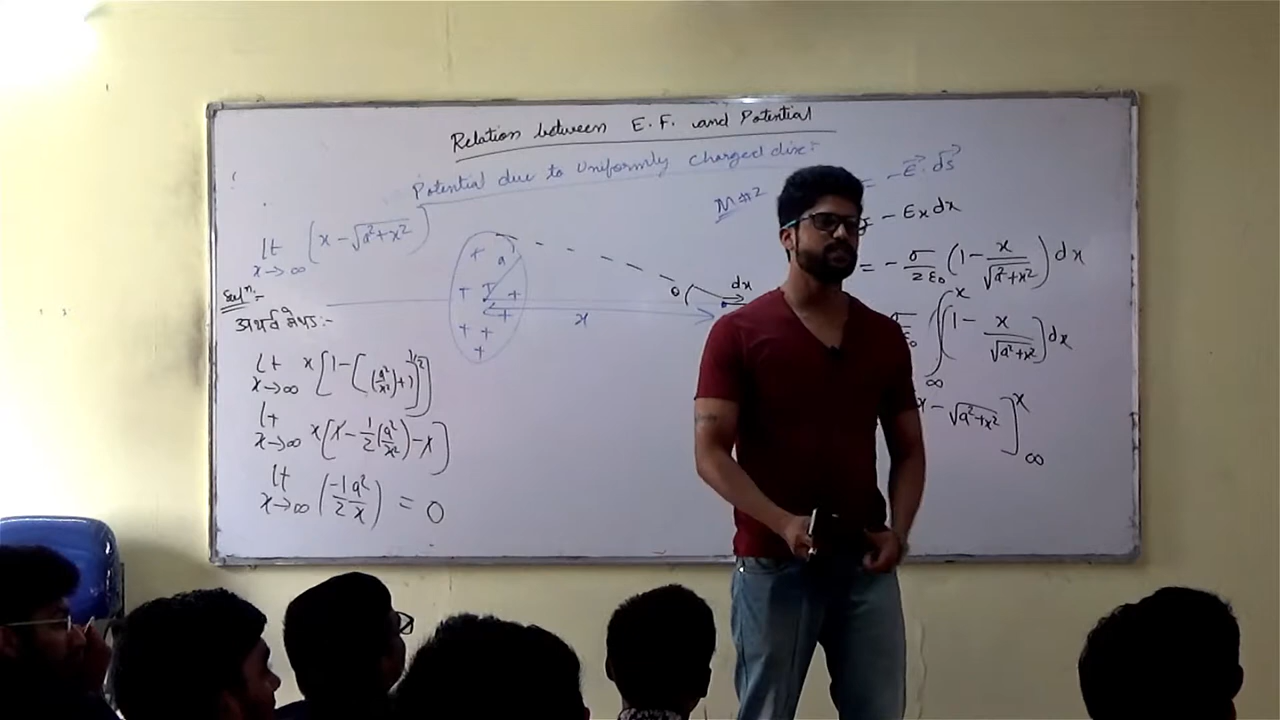 Relation between E.F. and Potential
Potential due to Uniformly Charged disc:-
lt x→∞ (x - √a²+x²)
Solⁿ:-
अथर्व मेथड:-
lt x→∞ x[1-[(a²/x²)+1]^1/2]
lt x→∞ x[x - 1/2(a²/x²) - x]
lt x→∞ (-1/2 a²/x) = 0
+ a
+ +
+
+ +
+
x
θ
dx
M#2
= -E⃗.ds⃗
- Ex dx
= - σ/2ε₀ (1 - x/√a²+x²) dx
σ/ε₀ ∫∞^x (1 - x/√a²+x²) dx
x - √a²+x² ]∞^x